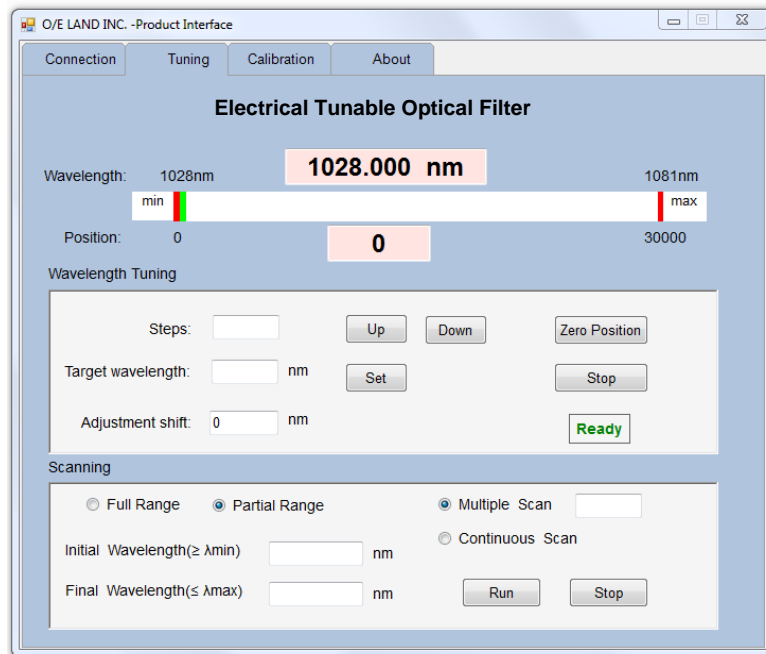 O/E LAND INC. -Product Interface
Connection Tuning Calibration About
Electrical Tunable Optical Filter
Wavelength: 1028nm 1028.000 nm 1081nm
min max
Position: 0 0 30000
Wavelength Tuning
Steps: Up Down Zero Position
Target wavelength: nm Set Stop
Adjustment shift: 0 nm Ready
Scanning
Full Range Partial Range Multiple Scan
Continuous Scan
Initial Wavelength(≥ λmin) nm
Final Wavelength(≤ λmax) nm Run Stop